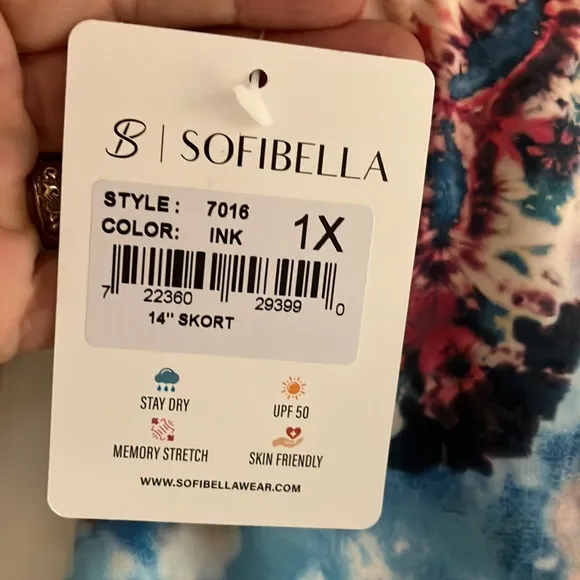 B | SOFIBELLA
STYLE: 7016
COLOR: INK
1X
7 22360 29399 0
14" SKORT
STAY DRY
UPF 50
MEMORY STRETCH
SKIN FRIENDLY
WWW.SOFIBELLAWEAR.COM